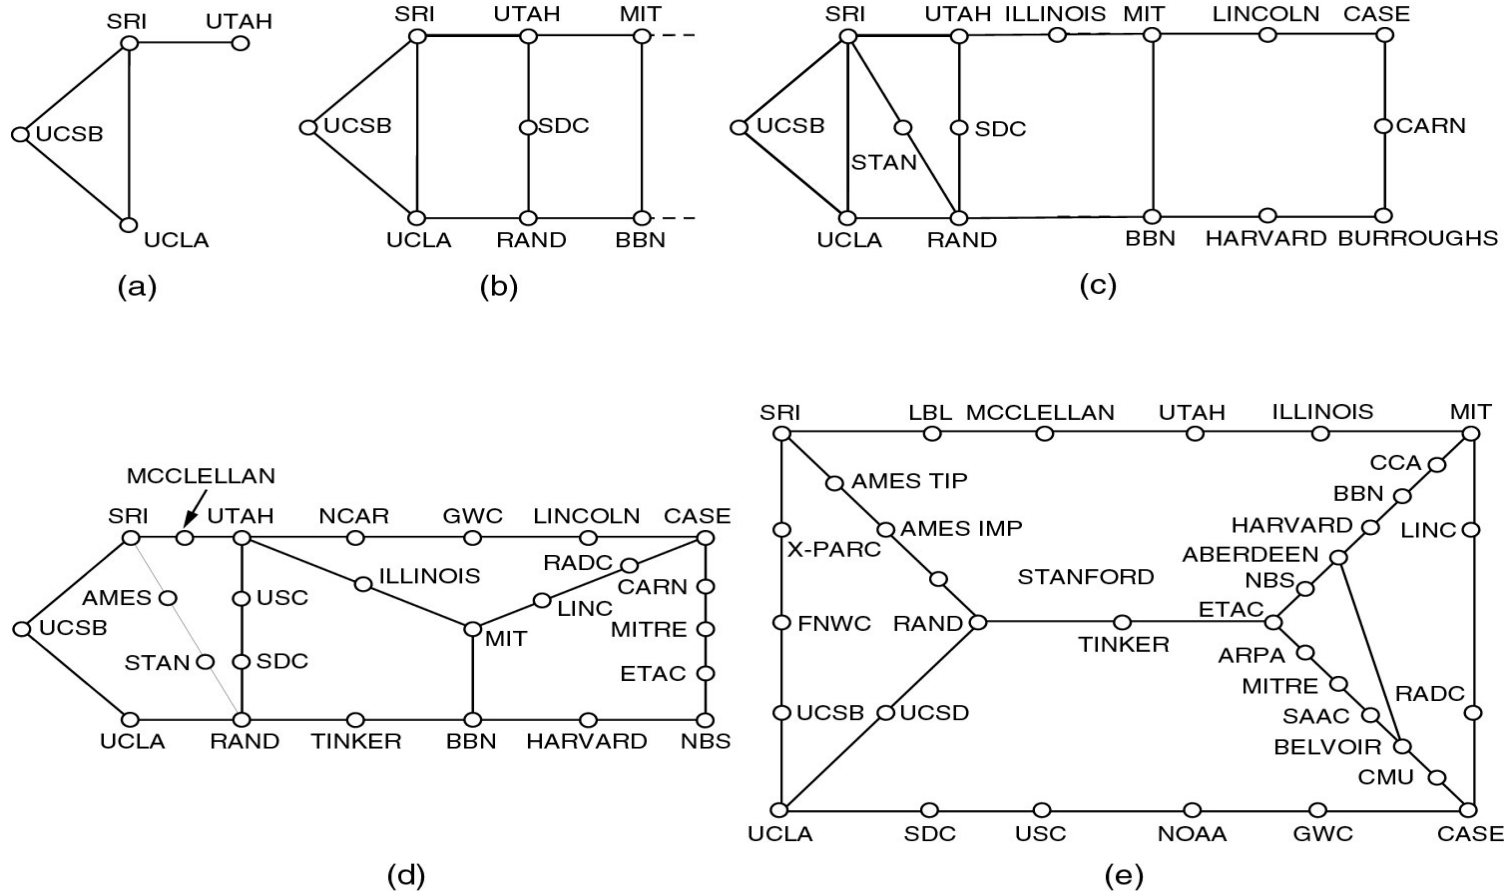 SRI UTAH
UCSB
UCLA
(a)
SRI UTAH MIT
UCSB SDC
UCLA RAND BBN
(b)
SRI UTAH ILLINOIS MIT LINCOLN CASE
UCSB SDC CARN
STAN
UCLA RAND BBN HARVARD BURROUGHS
(c)
MCCLELLAN
SRI UTAH NCAR GWC LINCOLN CASE
RADC
ILLINOIS CARN
AMES USC LINC
UCSB MIT MITRE
STAN SDC ETAC
UCLA RAND TINKER BBN HARVARD NBS
(d)
SRI LBL MCCLELLAN UTAH ILLINOIS MIT
CCA
AMES TIP
BBN
AMES IMP HARVARD LINC
X-PARC ABERDEEN
STANFORD NBS
ETAC
FNWC RAND
TINKER
ARPA
MITRE RADC
UCSB UCSD SAAC
BELVOIR
CMU
UCLA SDC USC NOAA GWC CASE
(e)